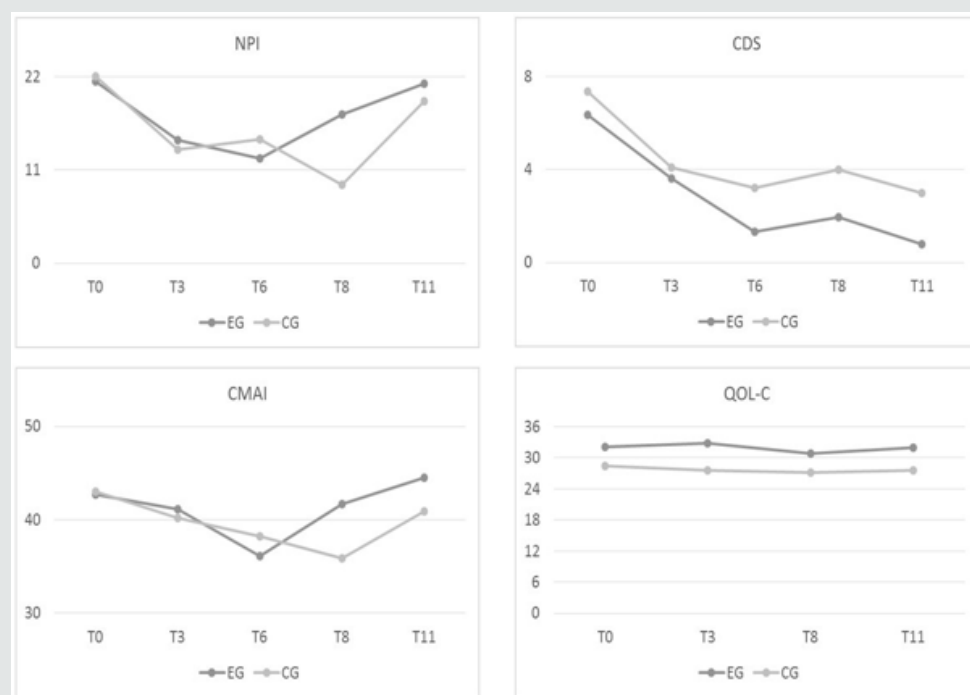 NPI
22
11
0
T0 T3 T6 T8 T11
EG CG
CDS
8
4
0
T0 T3 T6 T8 T11
EG CG
CMAI
50
40
30
T0 T3 T6 T8 T11
EG CG
QOL-C
36
30
24
18
12
6
0
T0 T3 T8 T11
EG CG